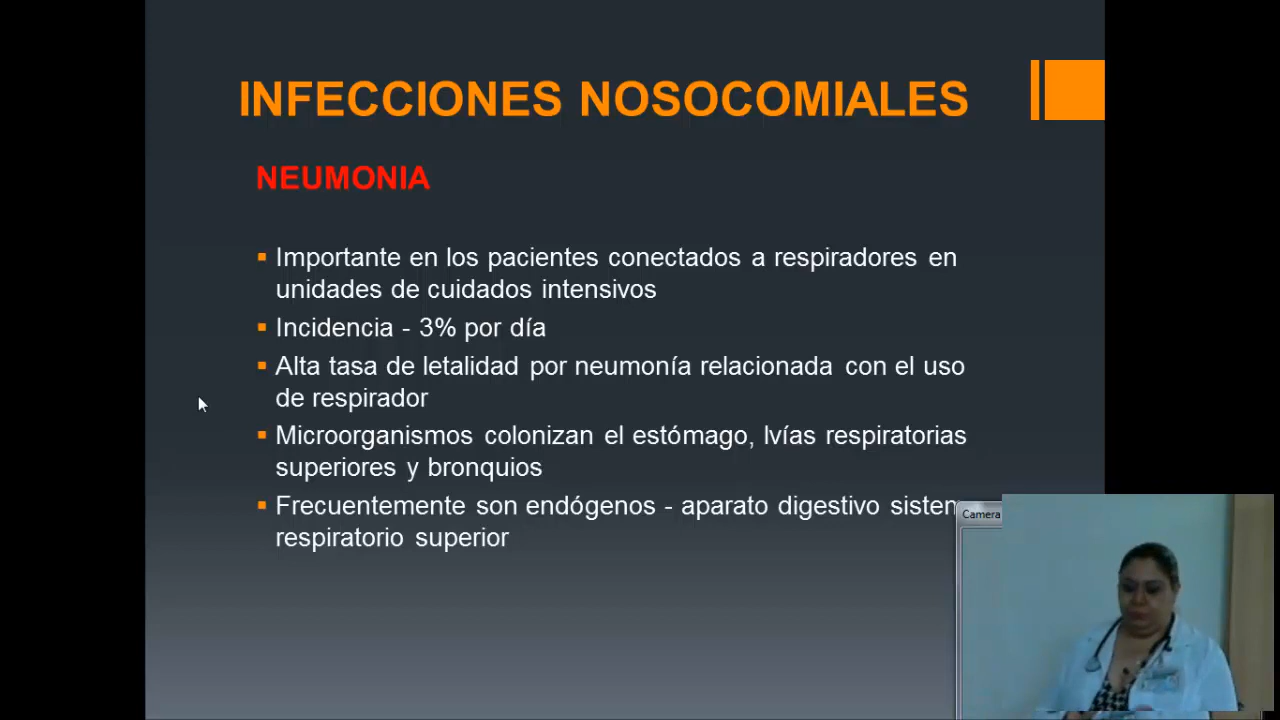 INFECCIONES NOSOCOMIALES
NEUMONIA
Importante en los pacientes conectados a respiradores en
unidades de cuidados intensivos
Incidencia - 3% por día
Alta tasa de letalidad por neumonía relacionada con el uso
de respirador
Microorganismos colonizan el estómago, lvías respiratorias
superiores y bronquios
Frecuentemente son endógenos - aparato digestivo
respiratorio superior
Camera